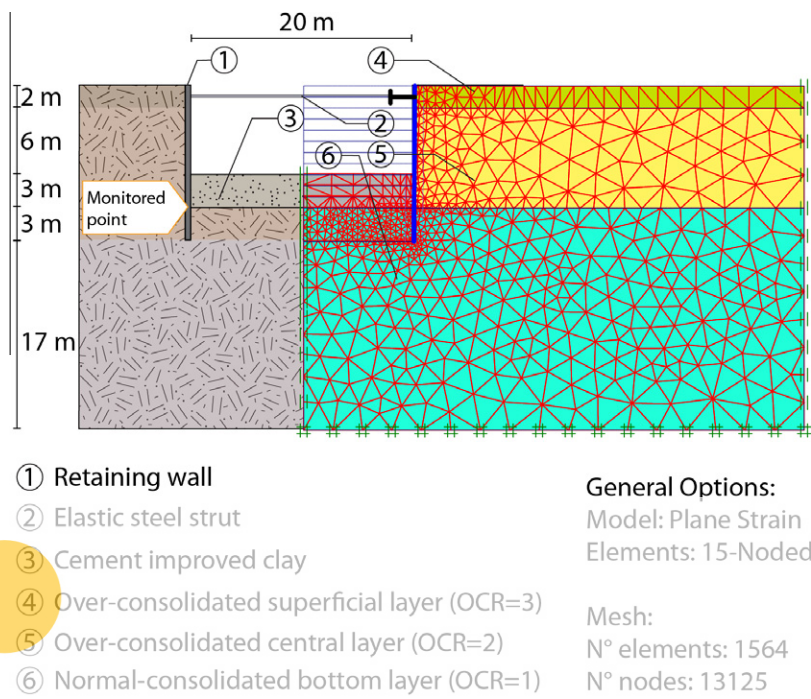 20 m
① ④
2 m
③ ②
6 m
⑥ ⑤
3 m
Monitored
point
3 m
17 m
① Retaining wall
② Elastic steel strut
③ Cement improved clay
④ Over-consolidated superficial layer (OCR=3)
⑤ Over-consolidated central layer (OCR=2)
⑥ Normal-consolidated bottom layer (OCR=1)
General Options:
Model: Plane Strain
Elements: 15-Noded
Mesh:
N° elements: 1564
N° nodes: 13125